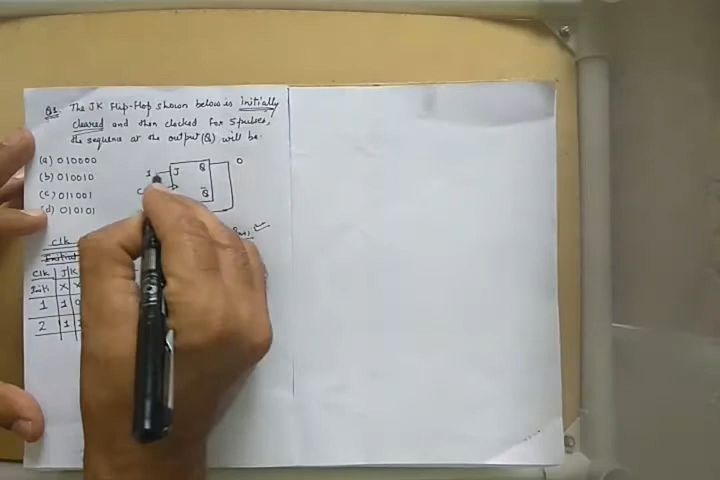 Q1. The JK Flip-Flop shown below is initially
cleared and then clocked for 5 pulses,
the sequence at the output (Q) will be:
(a) 010000
(b) 010010
(c) 011001
(d) 010101
1 J Q 0
C Q̅
Clk
Clk J K
Init X X
1 1 0
2 1